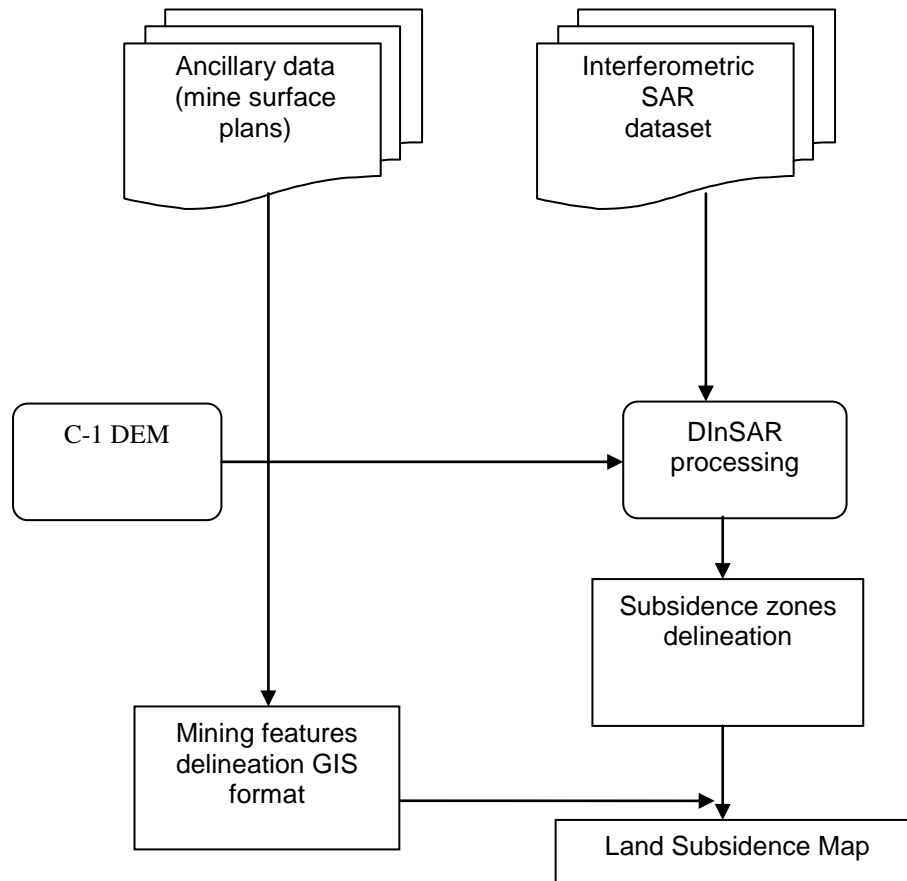 Ancillary data
(mine surface
plans)
Interferometric
SAR
dataset
C-1 DEM
DInSAR
processing
Subsidence zones
delineation
Mining features
delineation GIS
format
Land Subsidence Map